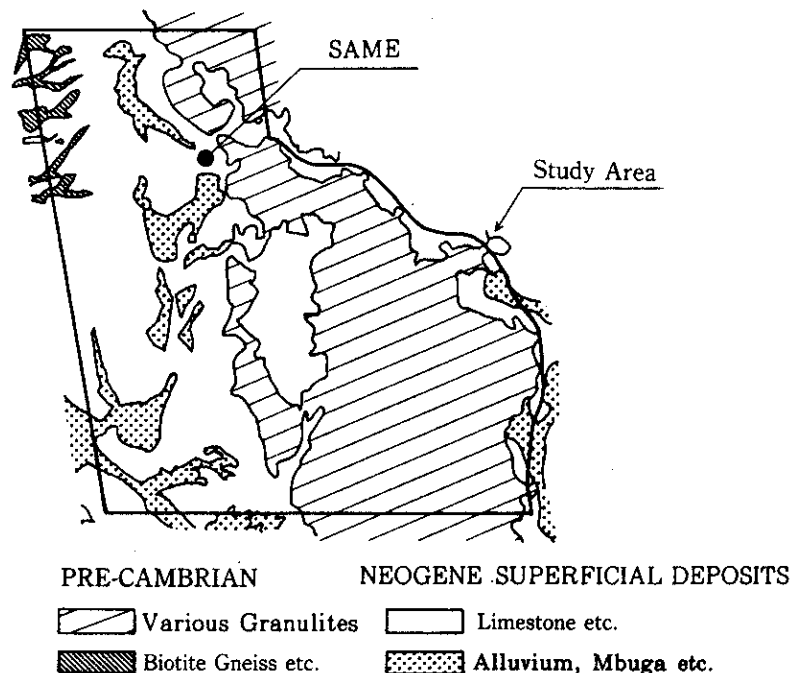 SAME
Study Area
PRE-CAMBRIAN
NEOGENE SUPERFICIAL DEPOSITS
Various Granulites
Limestone etc.
Biotite Gneiss etc.
Alluvium, Mbuga etc.